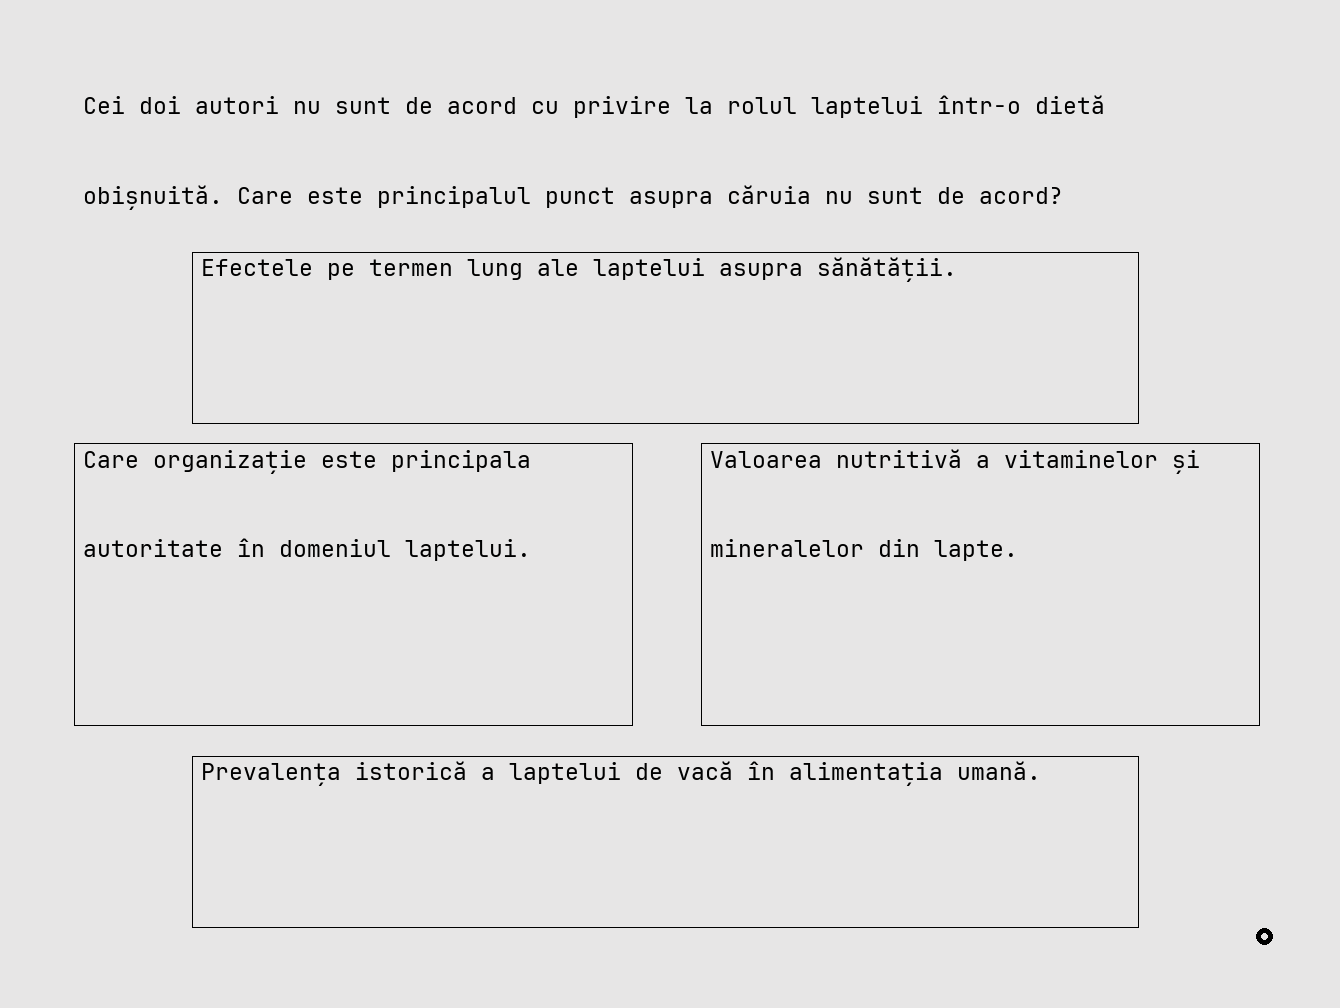 Cei doi autori nu sunt de acord cu privire la rolul laptelui într-o dietă
obișnuită. Care este principalul punct asupra căruia nu sunt de acord?
Efectele pe termen lung ale laptelui asupra sănătății.
Care organizație este principala
autoritate în domeniul laptelui.
Valoarea nutritivă a vitaminelor și
mineralelor din lapte.
Prevalența istorică a laptelui de vacă în alimentația umană.